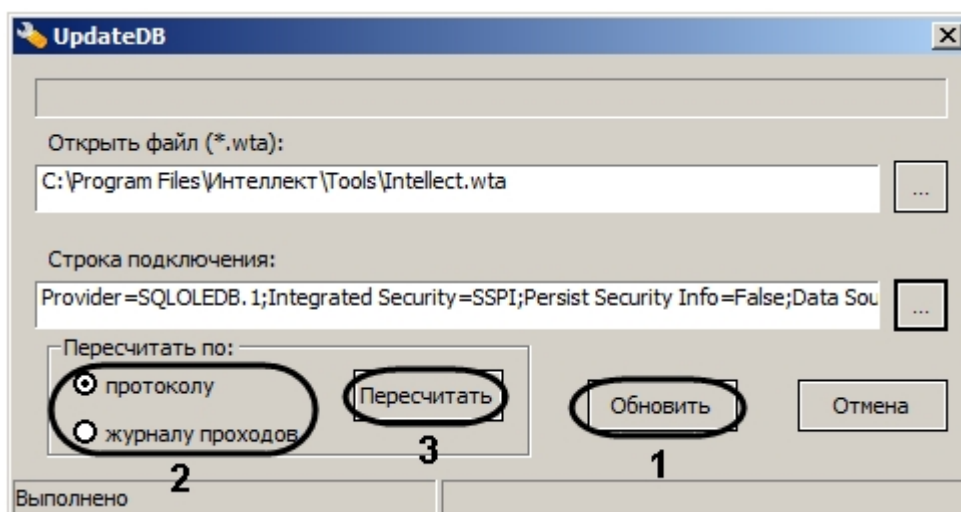 UpdateDB
Открыть файл (*.wta):
C:\Program Files\Интеллект\Tools\Intellect.wta
...
Строка подключения:
Provider=SQLOLEDB.1;Integrated Security=SSPI;Persist Security Info=False;Data Sou
...
Пересчитать по:
протоколу
журналу проходов
2
Пересчитать
3
Обновить
1
Отмена
Выполнено